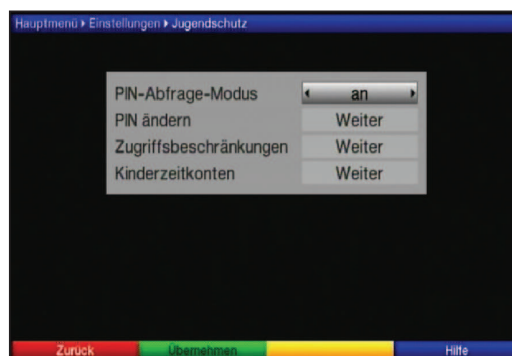 Hauptmenü ▸ Einstellungen ▸ Jugendschutz
PIN-Abfrage-Modus an
PIN ändern Weiter
Zugriffsbeschränkungen Weiter
Kinderzeitkonten Weiter
Zurück Übernehmen Hilfe